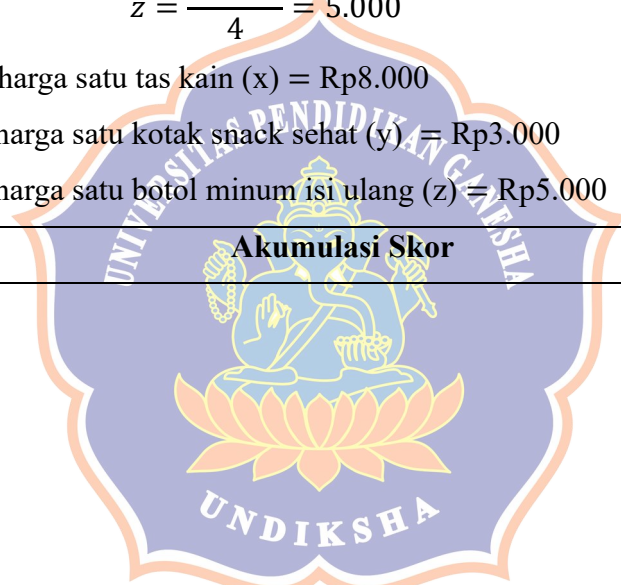 z = ‾‾‾ / 4 = 5.000
harga satu tas kain (x) = Rp8.000
harga satu kotak snack sehat (y) = Rp3.000
harga satu botol minum isi ulang (z) = Rp5.000
Akumulasi Skor
UNIVERSITAS PENDIDIKAN GANESHA
UNDIKSHA